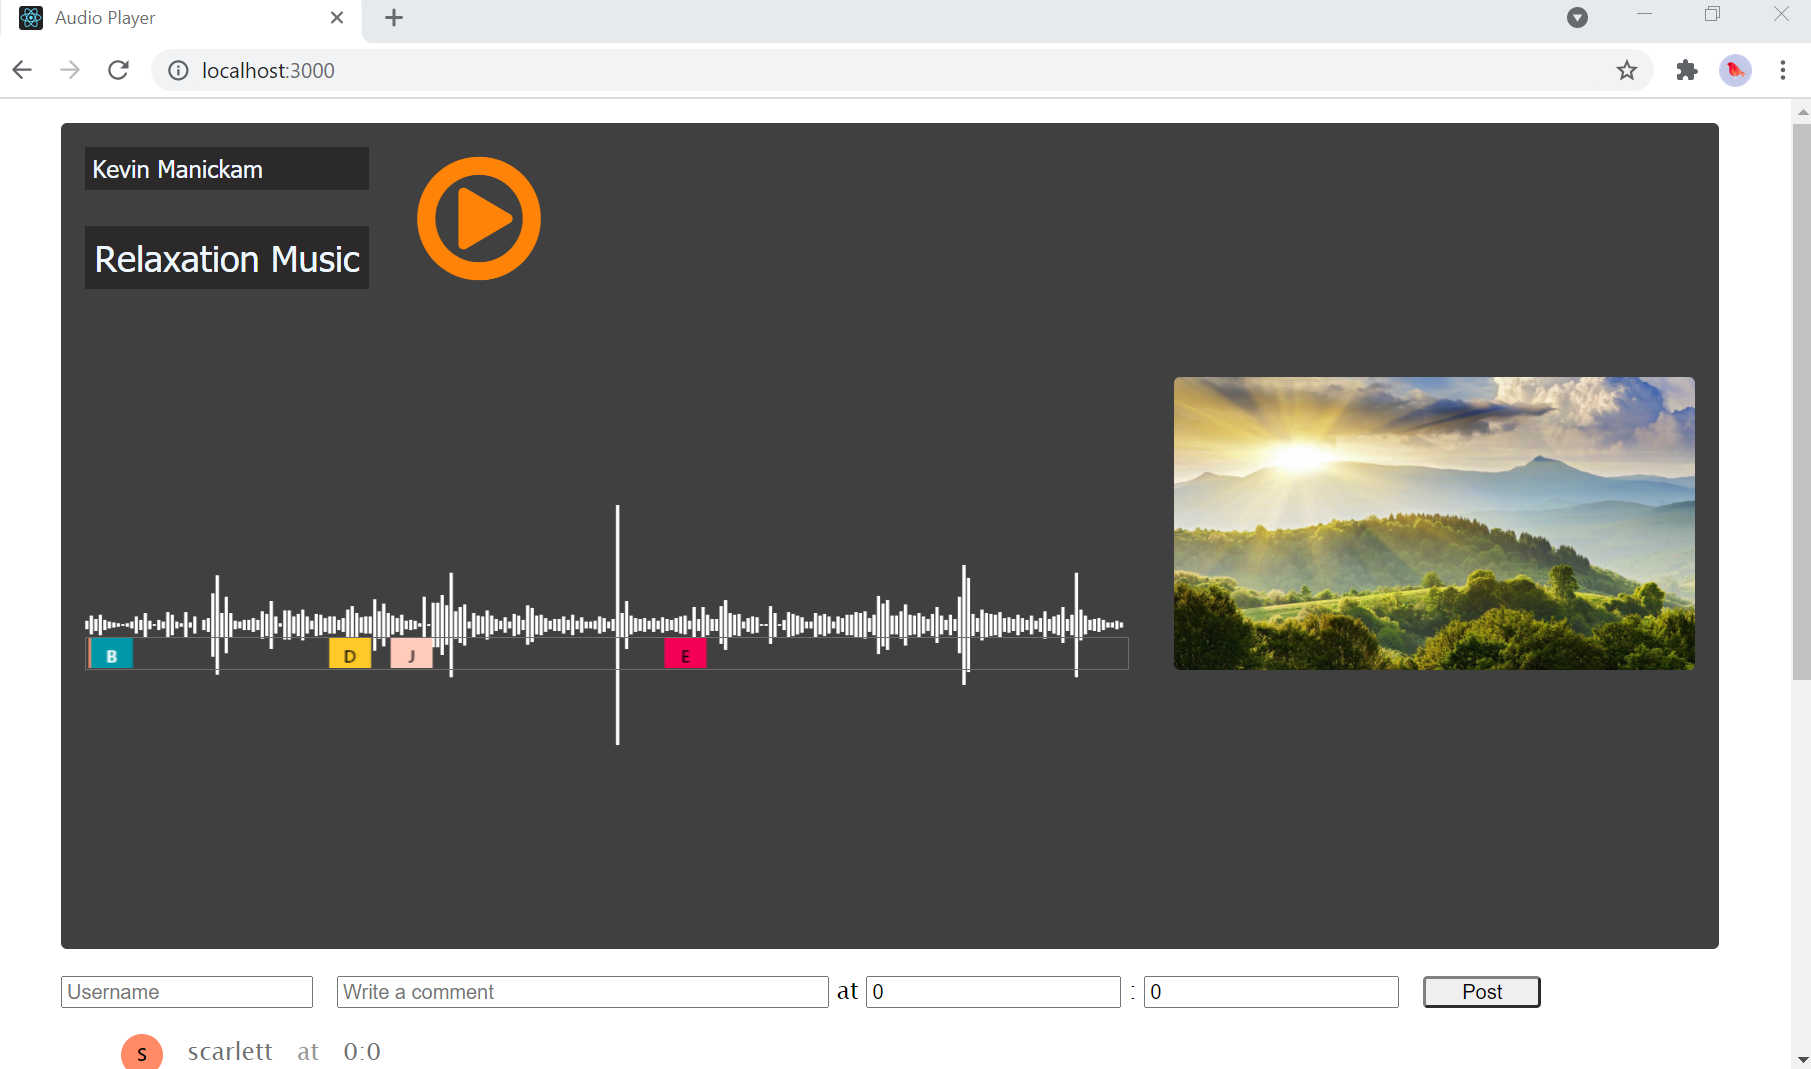 Audio Player
localhost:3000
Kevin Manickam
Relaxation Music
B D J E
Username Write a comment at 0 : 0 Post
s scarlett at 0:0